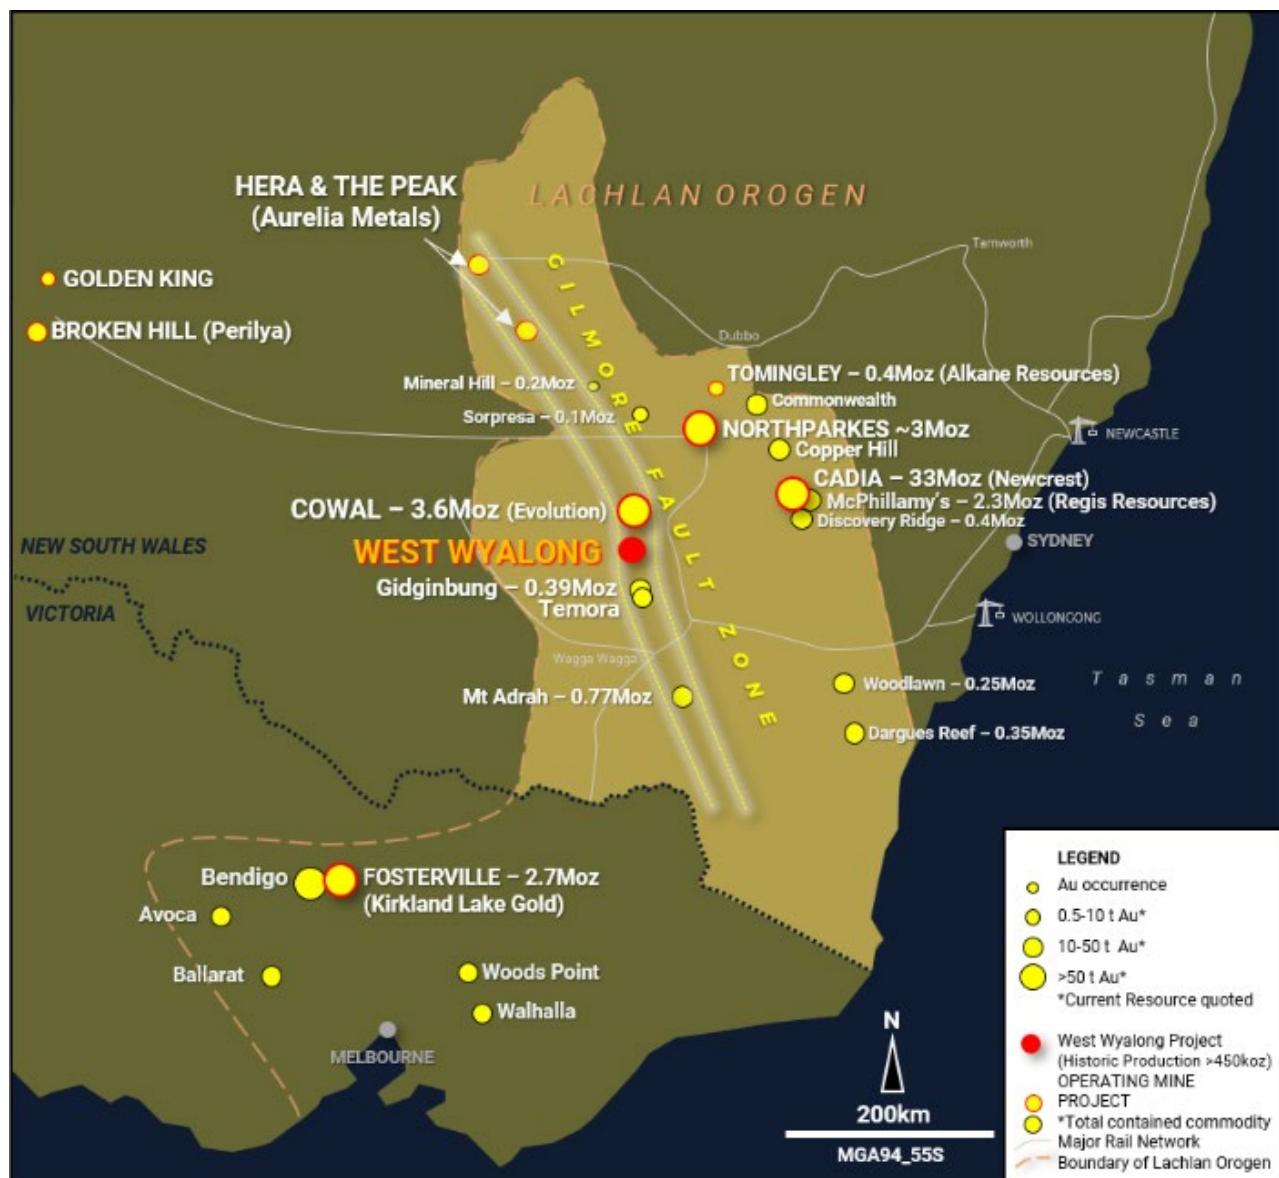 HERA & THE PEAK
(Aurelia Metals)
LACHLAN OROGEN
Tamworth
GOLDEN KING
BROKEN HILL (Perilya)
GILMORE FAULT ZONE
Dubbo
Mineral Hill – 0.2Moz
TOMINGLEY – 0.4Moz (Alkane Resources)
Commonwealth
Sorpresa – 0.1Moz
NORTHPARKES ~3Moz
NEWCASTLE
Copper Hill
CADIA – 33Moz (Newcrest)
McPhillamy's – 2.3Moz (Regis Resources)
COWAL – 3.6Moz (Evolution)
Discovery Ridge – 0.4Moz
NEW SOUTH WALES
WEST WYALONG
SYDNEY
Gidginbung – 0.39Moz
Temora
VICTORIA
WOLLONGONG
Wagga Wagga
Mt Adrah – 0.77Moz
Woodlawn – 0.25Moz
Tasman
Sea
Dargues Reef – 0.35Moz
Bendigo
FOSTERVILLE – 2.7Moz
(Kirkland Lake Gold)
Avoca
Ballarat
Woods Point
Walhalla
MELBOURNE
N
200km
MGA94_55S
LEGEND
Au occurrence
0.5-10 t Au*
10-50 t Au*
>50 t Au*
*Current Resource quoted
West Wyalong Project
(Historic Production >450koz)
OPERATING MINE
PROJECT
*Total contained commodity
Major Rail Network
Boundary of Lachlan Orogen